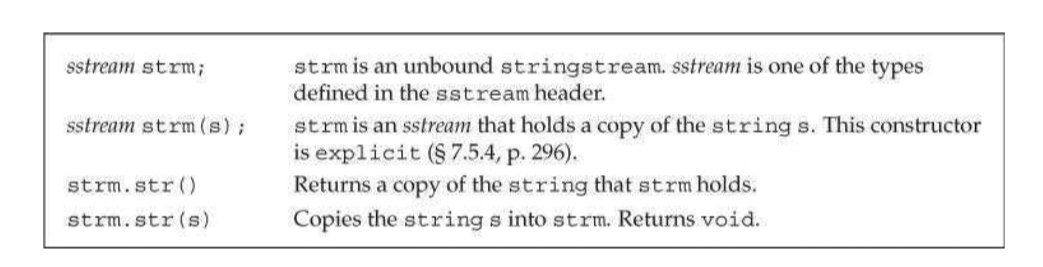 sstream strm; strm is an unbound stringstream. sstream is one of the types
defined in the sstream header.
sstream strm(s); strm is an sstream that holds a copy of the string s. This constructor
is explicit (§ 7.5.4, p. 296).
strm.str() Returns a copy of the string that strm holds.
strm.str(s) Copies the string s into strm. Returns void.